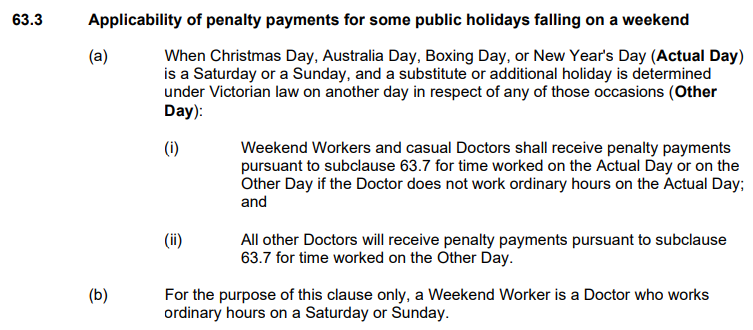 63.3 Applicability of penalty payments for some public holidays falling on a weekend
(a) When Christmas Day, Australia Day, Boxing Day, or New Year's Day (Actual Day)
is a Saturday or a Sunday, and a substitute or additional holiday is determined
under Victorian law on another day in respect of any of those occasions (Other
Day):
(i) Weekend Workers and casual Doctors shall receive penalty payments
pursuant to subclause 63.7 for time worked on the Actual Day or on the
Other Day if the Doctor does not work ordinary hours on the Actual Day;
and
(ii) All other Doctors will receive penalty payments pursuant to subclause
63.7 for time worked on the Other Day.
(b) For the purpose of this clause only, a Weekend Worker is a Doctor who works
ordinary hours on a Saturday or Sunday.